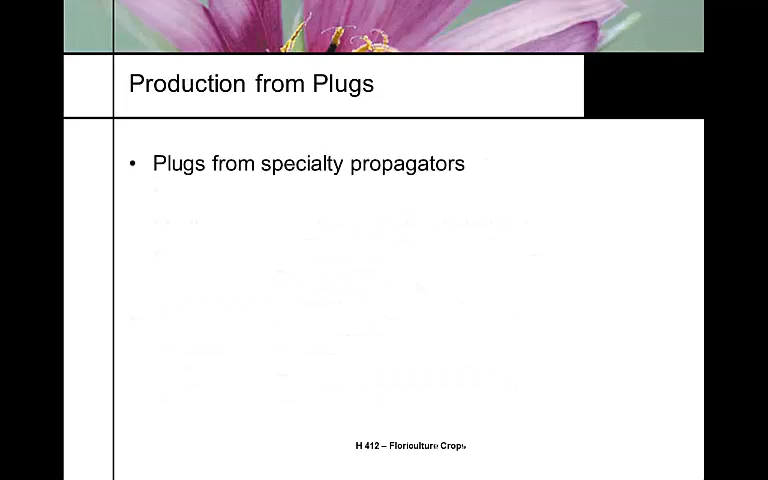 Production from Plugs
• Plugs from specialty propagators
H 412 – Floriculture Crops